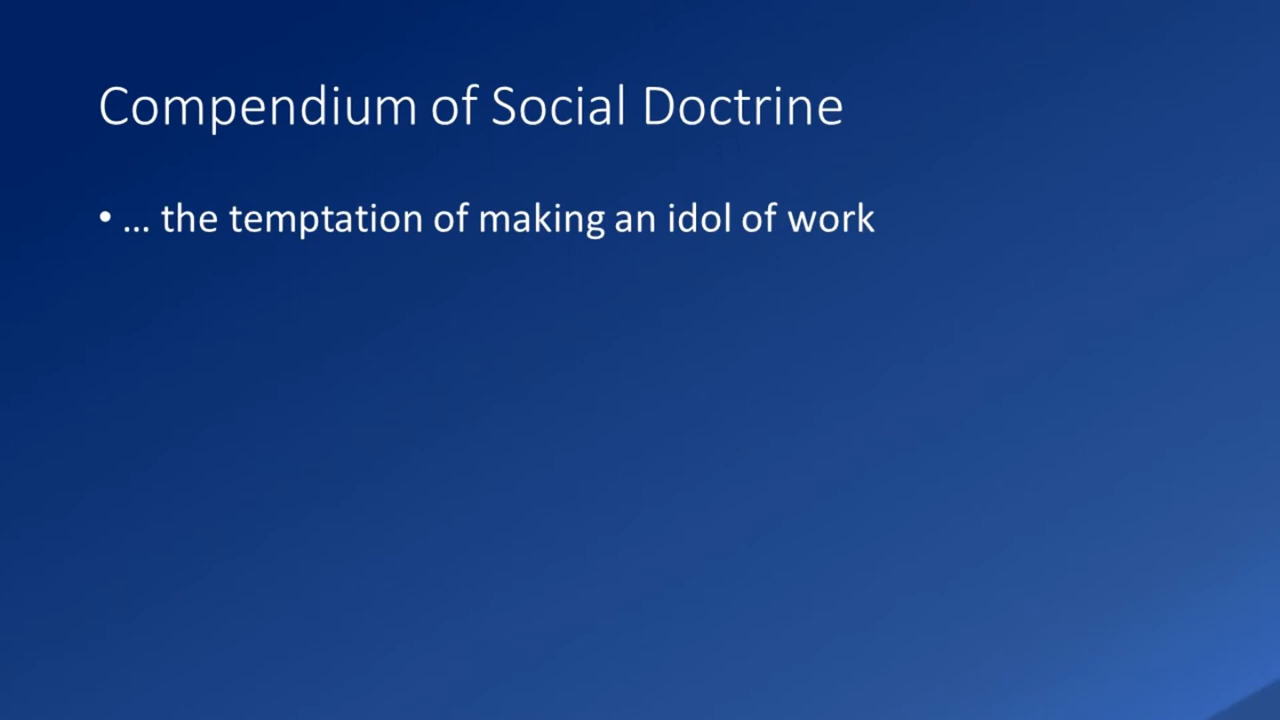 Compendium of Social Doctrine
• … the temptation of making an idol of work